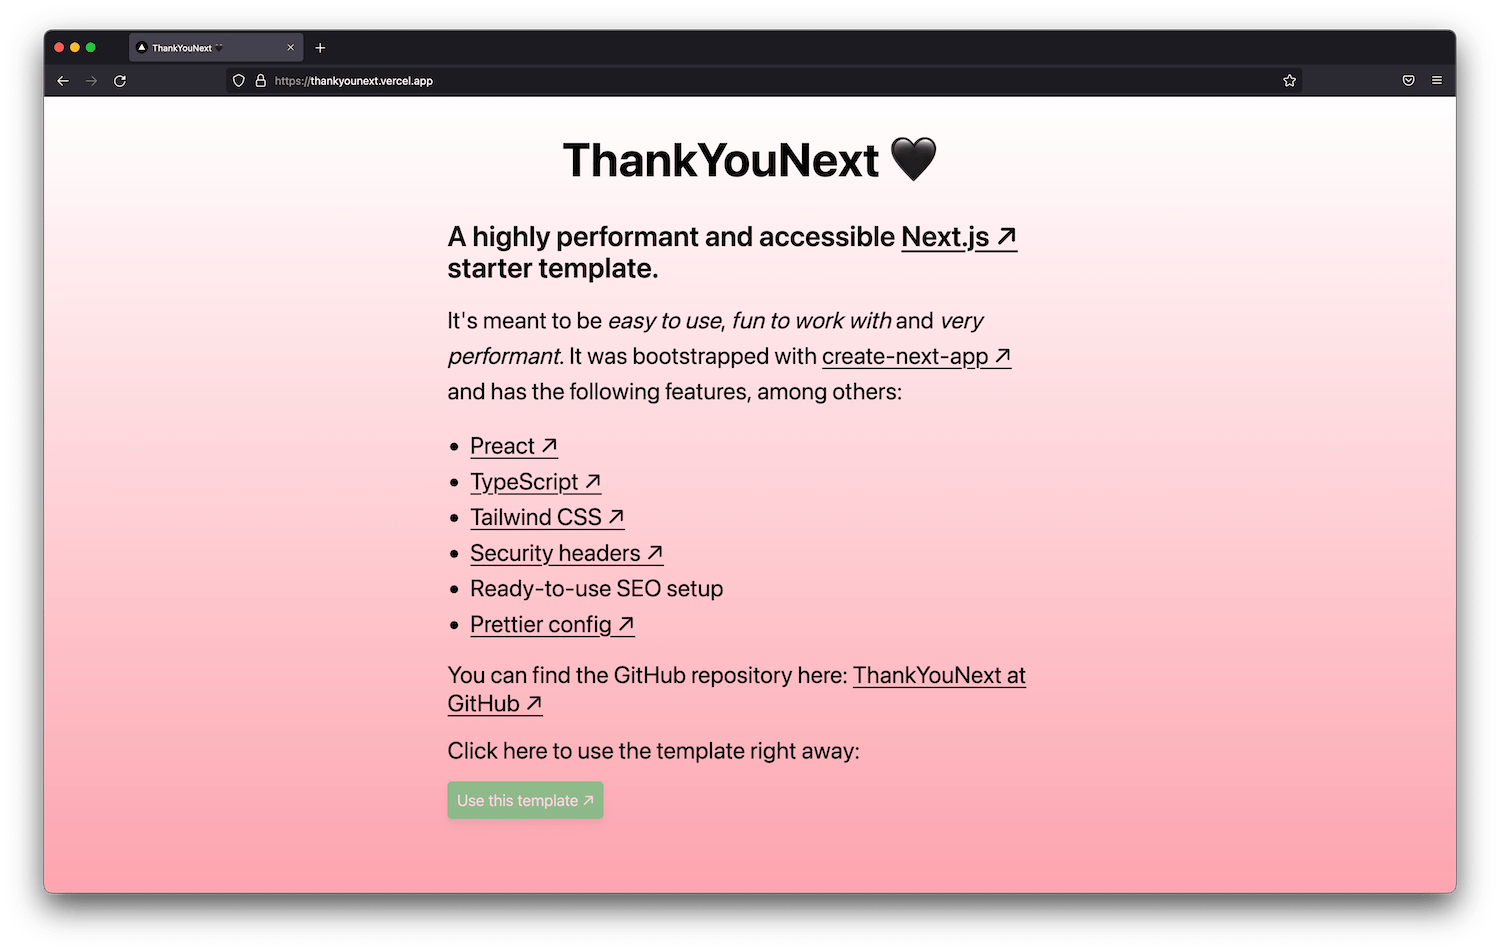 ThankYouNext 🖤
https://thankyounext.vercel.app
ThankYouNext 🖤
A highly performant and accessible Next.js ↗
starter template.
It's meant to be easy to use, fun to work with and very
performant. It was bootstrapped with create-next-app ↗
and has the following features, among others:
• Preact ↗
• TypeScript ↗
• Tailwind CSS ↗
• Security headers ↗
• Ready-to-use SEO setup
• Prettier config ↗
You can find the GitHub repository here: ThankYouNext at
GitHub ↗
Click here to use the template right away:
Use this template ↗